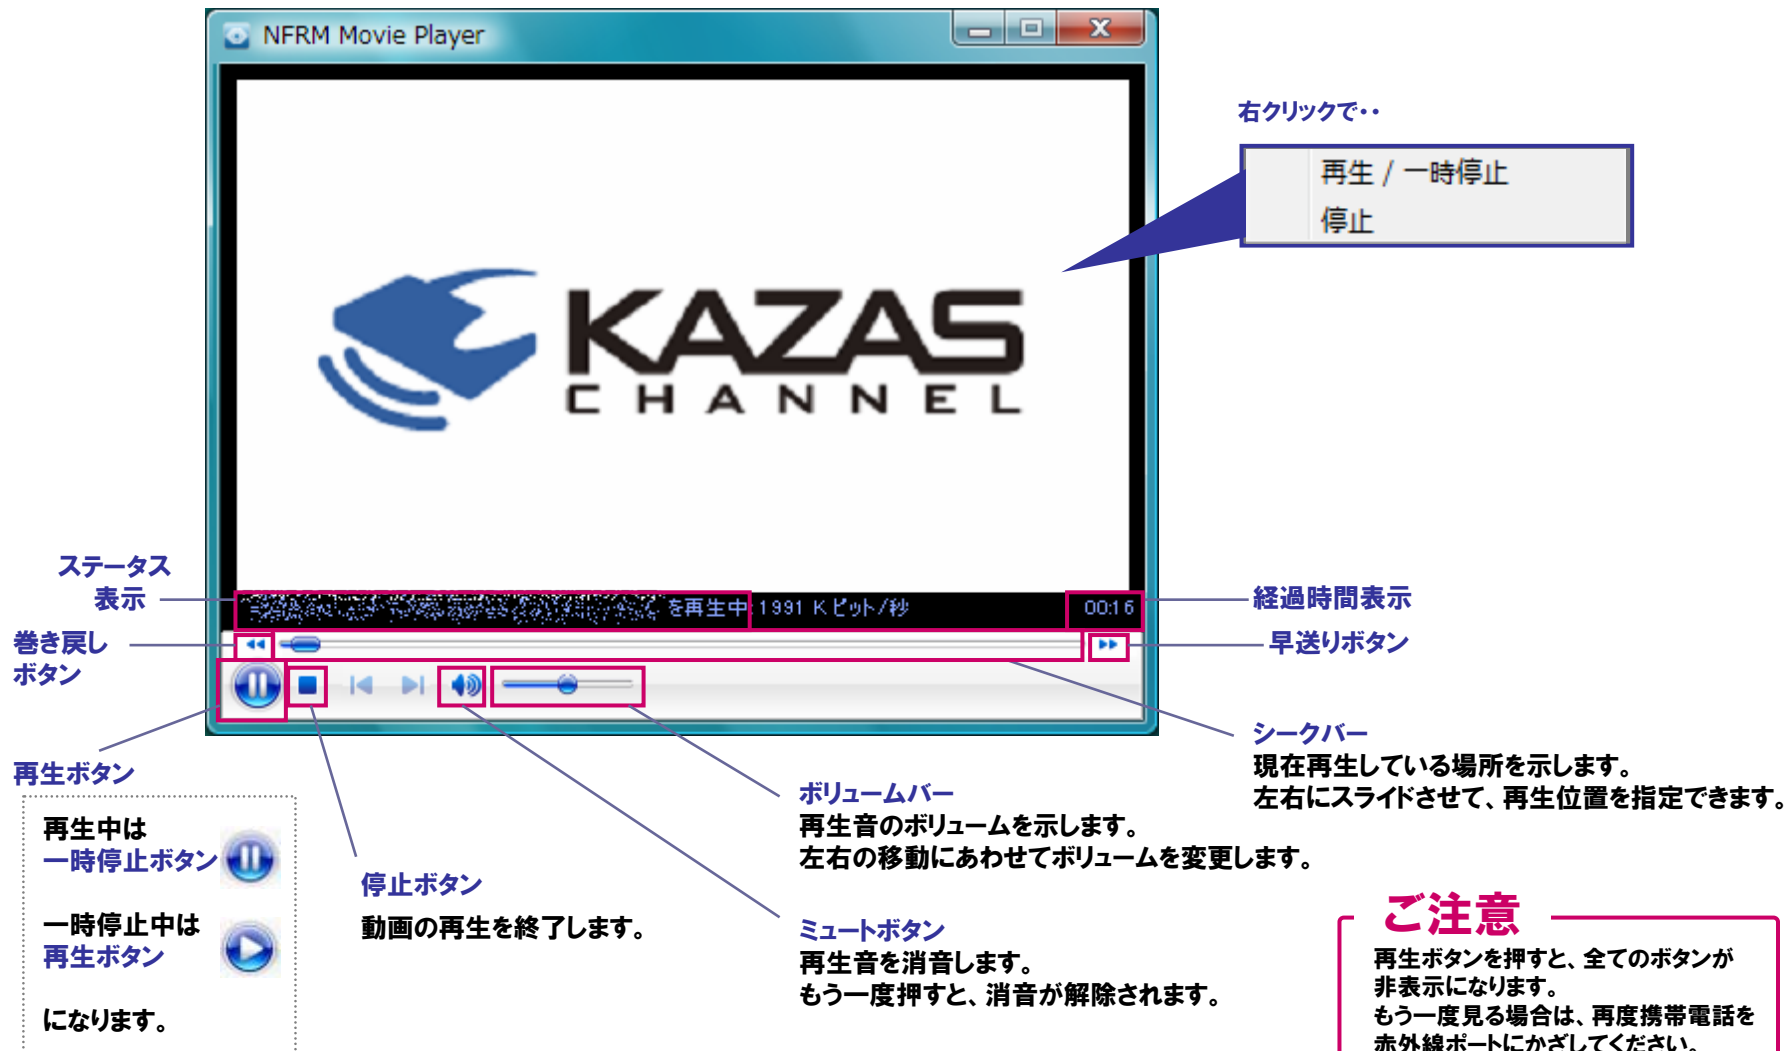 NFRM Movie Player
右クリックで・・
再生 / 一時停止
停止
KAZAS
CHANNEL
ステータス
表示
を再生中: 1991 K ビット/秒
00:16
経過時間表示
巻き戻し
ボタン
早送りボタン
再生ボタン
再生中は
一時停止ボタン
一時停止中は
再生ボタン
になります。
停止ボタン
動画の再生を終了します。
ボリュームバー
再生音のボリュームを示します。
左右の移動にあわせてボリュームを変更します。
ミュートボタン
再生音を消音します。
もう一度押すと、消音が解除されます。
シークバー
現在再生している場所を示します。
左右にスライドさせて、再生位置を指定できます。
ご注意
再生ボタンを押すと、全てのボタンが
非表示になります。
もう一度見る場合は、再度携帯電話を
赤外線ポートにかざしてください。